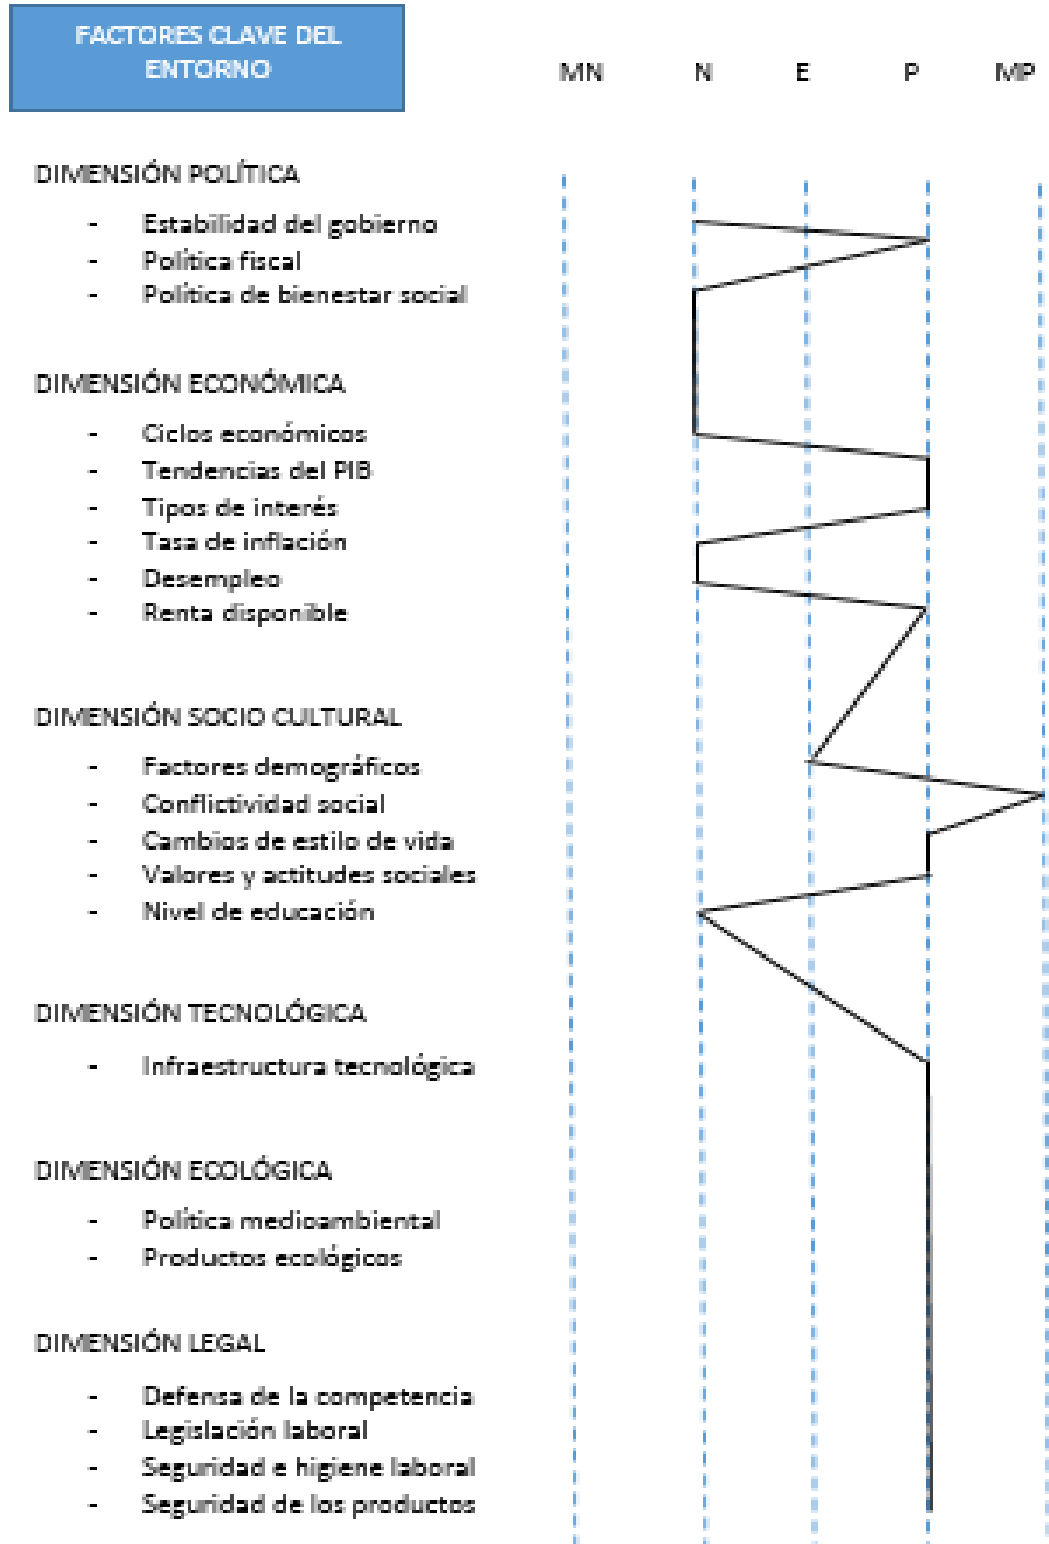 FACTORES CLAVE DEL
ENTORNO
MN N E P MP
DIMENSIÓN POLÍTICA
- Estabilidad del gobierno
- Política fiscal
- Política de bienestar social
DIMENSIÓN ECONÓMICA
- Ciclos económicos
- Tendencias del PIB
- Tipos de interés
- Tasa de inflación
- Desempleo
- Renta disponible
DIMENSIÓN SOCIO CULTURAL
- Factores demográficos
- Conflictividad social
- Cambios de estilo de vida
- Valores y actitudes sociales
- Nivel de educación
DIMENSIÓN TECNOLÓGICA
- Infraestructura tecnológica
DIMENSIÓN ECOLÓGICA
- Política medioambiental
- Productos ecológicos
DIMENSIÓN LEGAL
- Defensa de la competencia
- Legislación laboral
- Seguridad e higiene laboral
- Seguridad de los productos